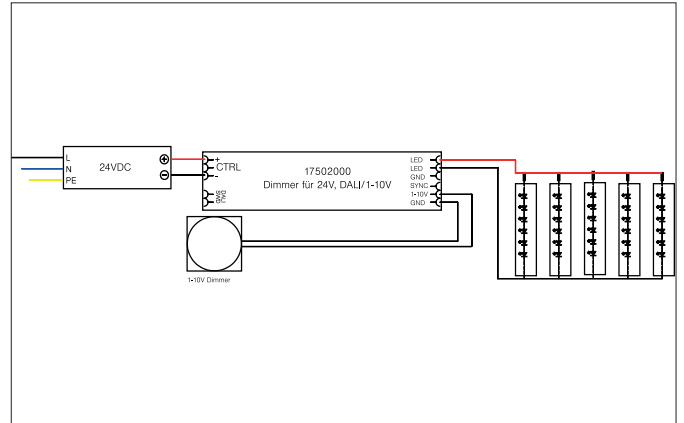 L
N
PE
24VDC
+
-
+
CTRL
-
DALI
17502000
Dimmer für 24V, DALI/1-10V
LED
LED
GND
SYNC
1-10V
GND
1-10V Dimmer